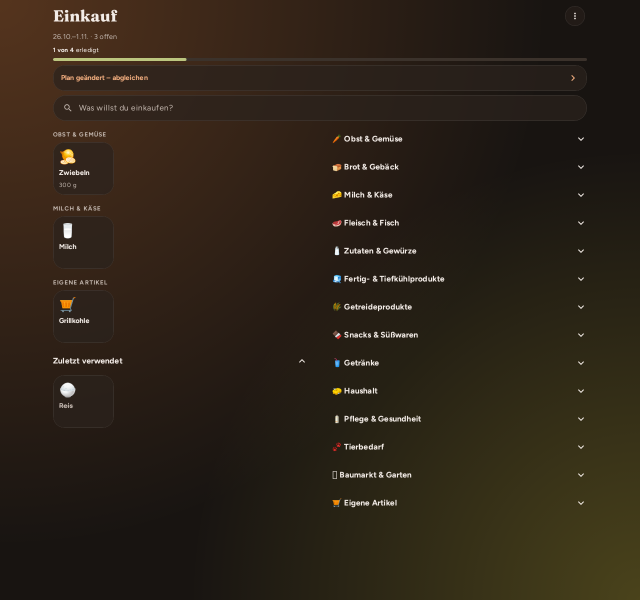 Einkauf
26.10.–1.11. · 3 offen
1 von 4 erledigt
Plan geändert – abgleichen
Was willst du einkaufen?
OBST & GEMÜSE
Zwiebeln
300 g
MILCH & KÄSE
Milch
EIGENE ARTIKEL
Grillkohle
Zuletzt verwendet
Reis
Obst & Gemüse
Brot & Gebäck
Milch & Käse
Fleisch & Fisch
Zutaten & Gewürze
Fertig- & Tiefkühlprodukte
Getreideprodukte
Snacks & Süßwaren
Getränke
Haushalt
Pflege & Gesundheit
Tierbedarf
Baumarkt & Garten
Eigene Artikel